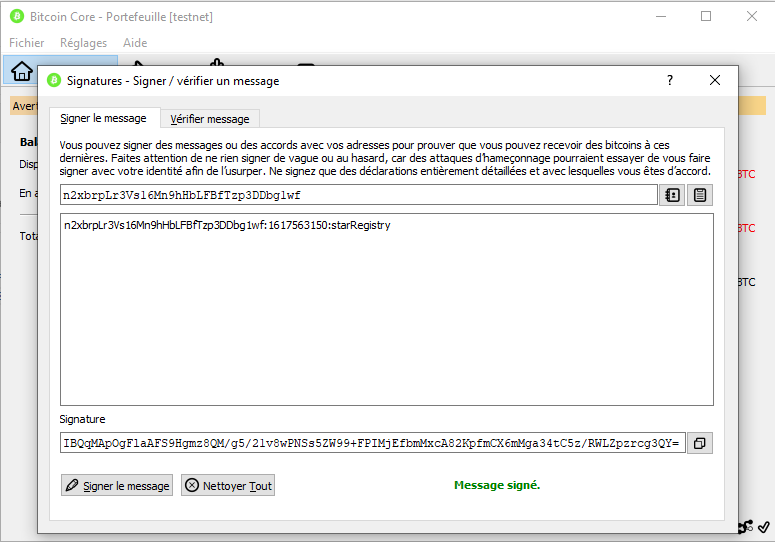 Bitcoin Core - Portefeuille [testnet]
Fichier Réglages Aide
Signatures - Signer / vérifier un message
Avert
Signer le message Vérifier message
Vous pouvez signer des messages ou des accords avec vos adresses pour prouver que vous pouvez recevoir des bitcoins à ces
dernières. Faites attention de ne rien signer de vague ou au hasard, car des attaques d'hameçonnage pourraient essayer de vous faire
signer avec votre identité afin de l'usurper. Ne signez que des déclarations entièrement détaillées et avec lesquelles vous êtes d'accord.
n2xbrpLr3Vs16Mn9hHbLFBfTzp3DDbg1wf
n2xbrpLr3Vs16Mn9hHbLFBfTzp3DDbg1wf:1617563150:starRegistry
Bal
Disp
En a
Tota
BTC
BTC
BTC
Signature
IBQqMApOgFlaAFS9Hgmz8QM/g5/2lv8wPNSs5ZW99+FPIMjEfbmMxcA82KpfmCX6mMga34tC5z/RWLZpzrcg3QY=
Signer le message Nettoyer Tout Message signé.